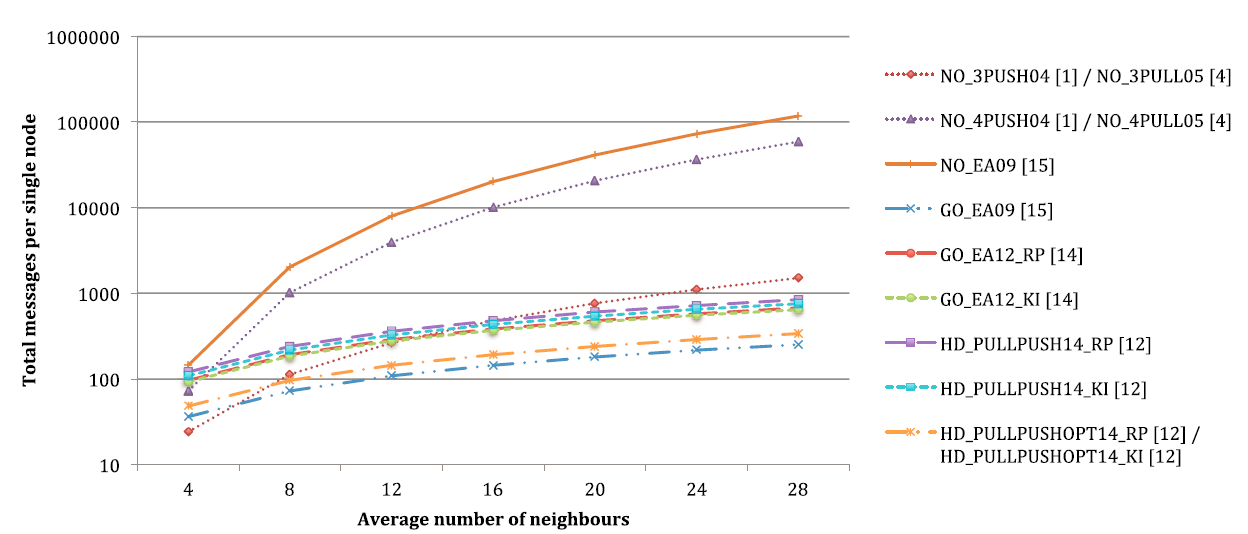 Total messages per single node
1000000
100000
10000
1000
100
10
4 8 12 16 20 24 28
Average number of neighbours
NO_3PUSH04 [1] / NO_3PULL05 [4]
NO_4PUSH04 [1] / NO_4PULL05 [4]
NO_EA09 [15]
GO_EA09 [15]
GO_EA12_RP [14]
GO_EA12_KI [14]
HD_PULLPUSH14_RP [12]
HD_PULLPUSH14_KI [12]
HD_PULLPUSHOPT14_RP [12] /
HD_PULLPUSHOPT14_KI [12]